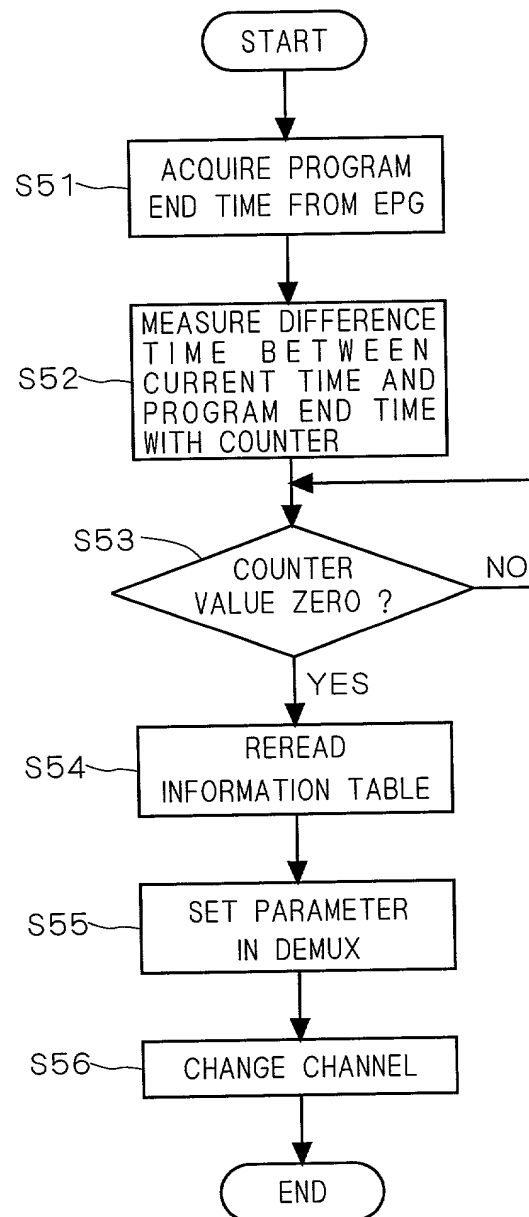 START
S51
ACQUIRE PROGRAM
END TIME FROM EPG
S52
MEASURE DIFFERENCE
TIME BETWEEN
CURRENT TIME AND
PROGRAM END TIME
WITH COUNTER
S53
COUNTER
VALUE ZERO ?
NO
YES
S54
REREAD
INFORMATION TABLE
S55
SET PARAMETER
IN DEMUX
S56
CHANGE CHANNEL
END